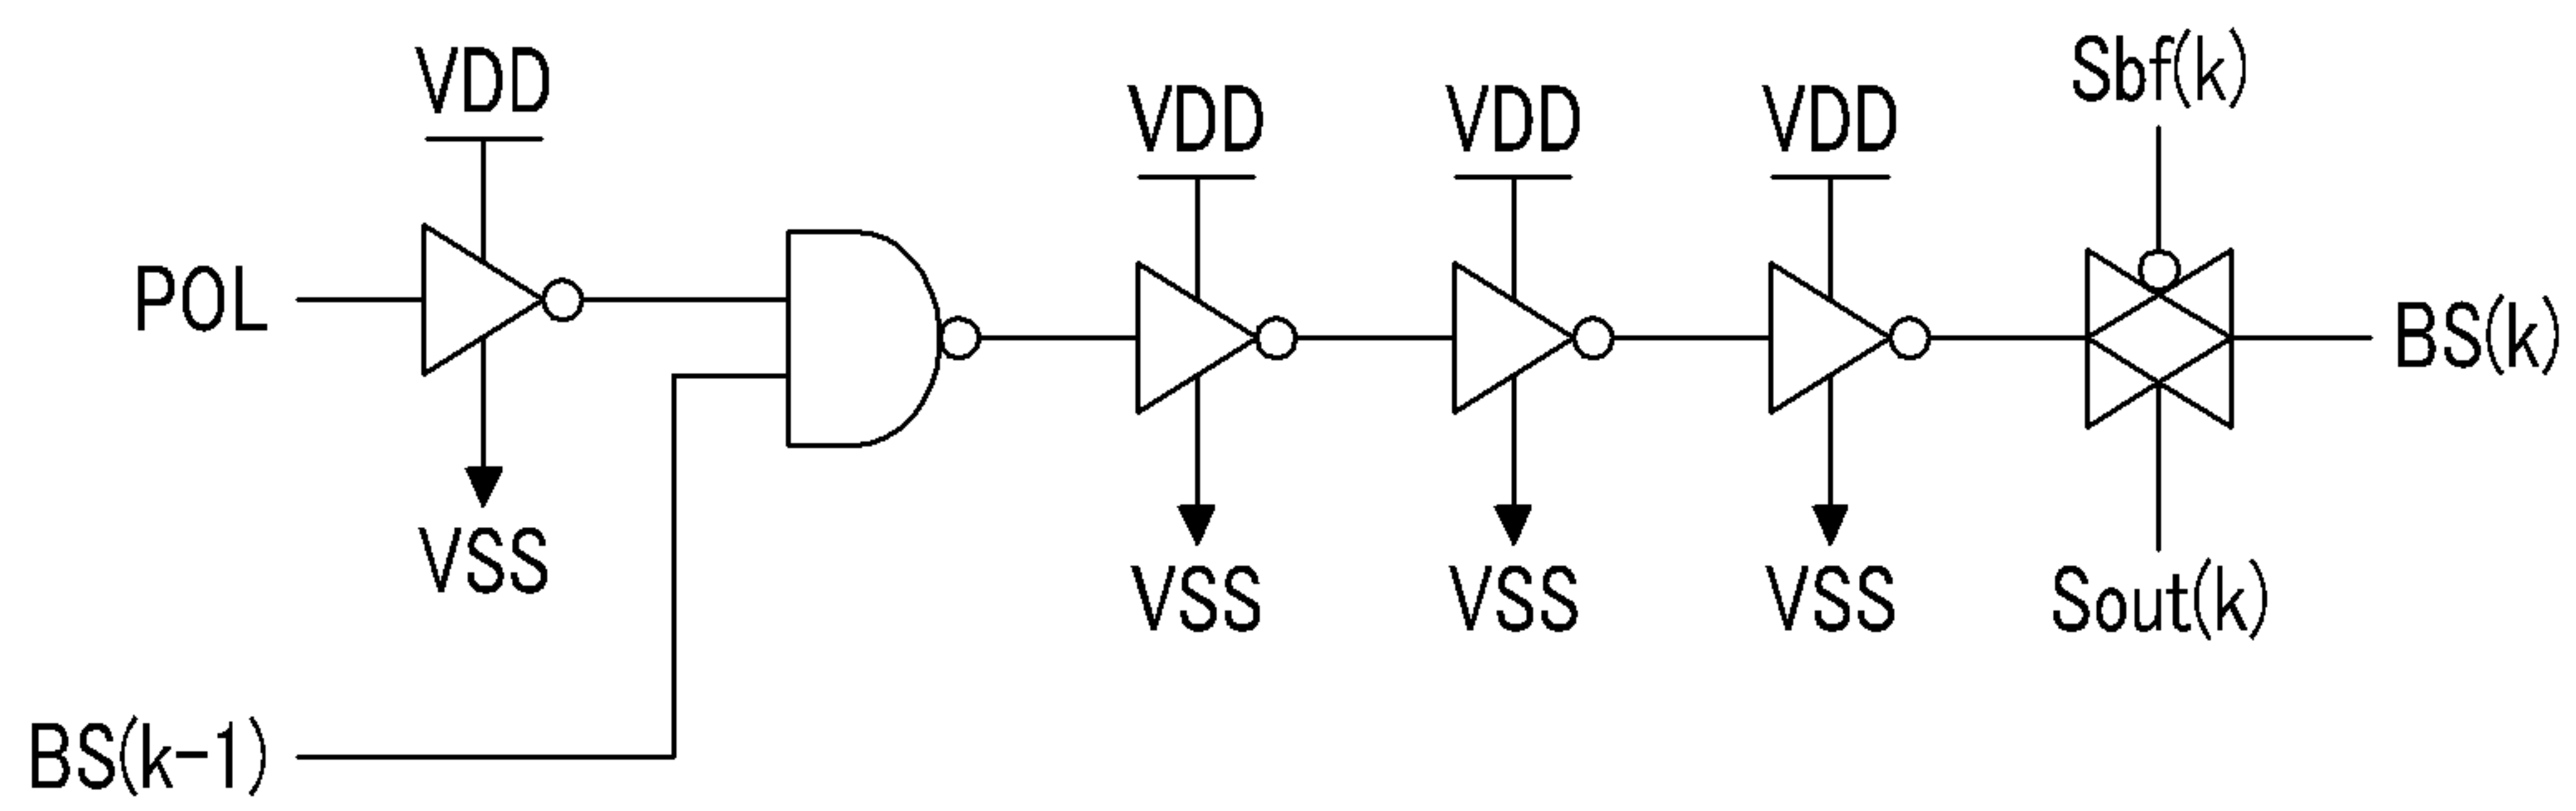 VDD
VDD
VDD
VDD
Sbf(k)
POL
BS(k)
VSS
VSS
VSS
VSS
Sout(k)
BS(k-1)